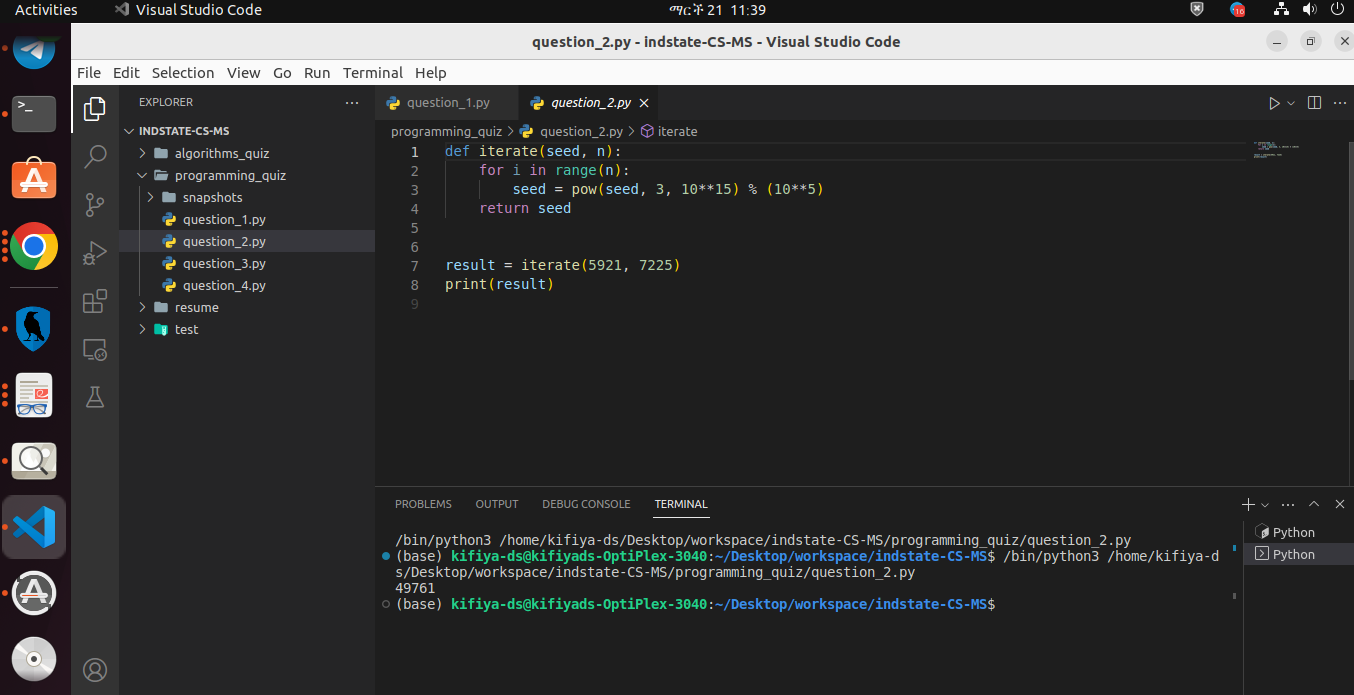 Activities Visual Studio Code ማርች 21 11:39
16
question_2.py - indstate-CS-MS - Visual Studio Code
File Edit Selection View Go Run Terminal Help
EXPLORER
INDSTATE-CS-MS
algorithms_quiz
programming_quiz
snapshots
question_1.py
question_2.py
question_3.py
question_4.py
resume
test
question_1.py question_2.py
programming_quiz > question_2.py > iterate
1 def iterate(seed, n):
2 for i in range(n):
3 seed = pow(seed, 3, 10**15) % (10**5)
4 return seed
5
6
7 result = iterate(5921, 7225)
8 print(result)
9
PROBLEMS OUTPUT DEBUG CONSOLE TERMINAL
/bin/python3 /home/kifiya-ds/Desktop/workspace/indstate-CS-MS/programming_quiz/question_2.py
(base) kifiya-ds@kifiyads-OptiPlex-3040:~/Desktop/workspace/indstate-CS-MS$ /bin/python3 /home/kifiya-d
s/Desktop/workspace/indstate-CS-MS/programming_quiz/question_2.py
49761
(base) kifiya-ds@kifiyads-OptiPlex-3040:~/Desktop/workspace/indstate-CS-MS$
Python
Python